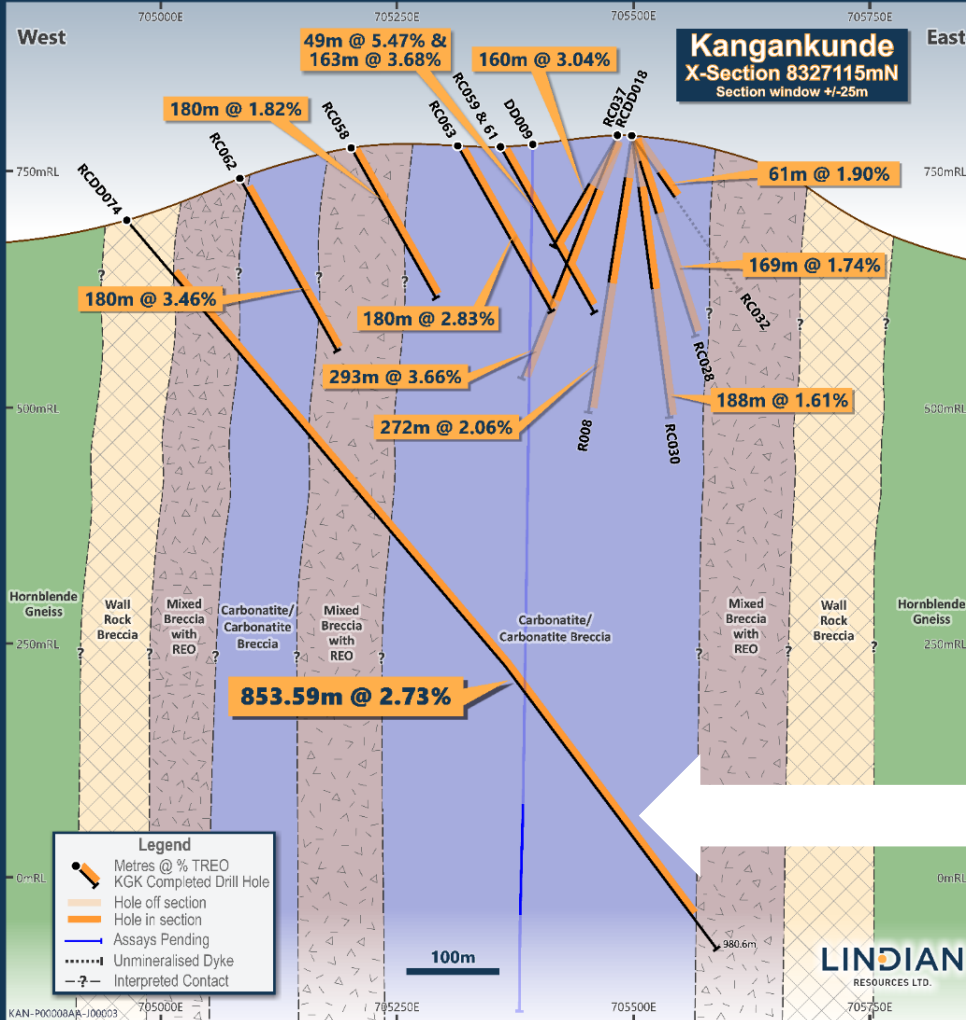 705000E
705250E
705500E
705750E
West
East
Kangankunde
X-Section 8327115mN
Section window +/-25m
49m @ 5.47% &
163m @ 3.68%
160m @ 3.04%
180m @ 1.82%
RCDD074
RC062
RC058
RC063
RC059 & 61
DD009
RC037
RCDD018
750mRL
750mRL
61m @ 1.90%
169m @ 1.74%
180m @ 3.46%
180m @ 2.83%
RC032
RC028
293m @ 3.66%
188m @ 1.61%
272m @ 2.06%
R008
RC030
500mRL
500mRL
?
?
?
?
?
?
?
Hornblende
Gneiss
Wall
Rock
Breccia
Mixed
Breccia
with
REO
Carbonatite/
Carbonatite
Breccia
Mixed
Breccia
with
REO
Carbonatite/
Carbonatite Breccia
Mixed
Breccia
with
REO
Wall
Rock
Breccia
Hornblende
Gneiss
250mRL
250mRL
?
?
?
?
?
?
?
?
853.59m @ 2.73%
Legend
Metres @ % TREO
KGK Completed Drill Hole
Hole off section
Hole in section
Assays Pending
Unmineralised Dyke
-?- Interpreted Contact
0mRL
0mRL
980.6m
100m
LINDIAN
RESOURCES LTD.
705000E
705250E
705500E
705750E
KAN-P00008AA-J00003